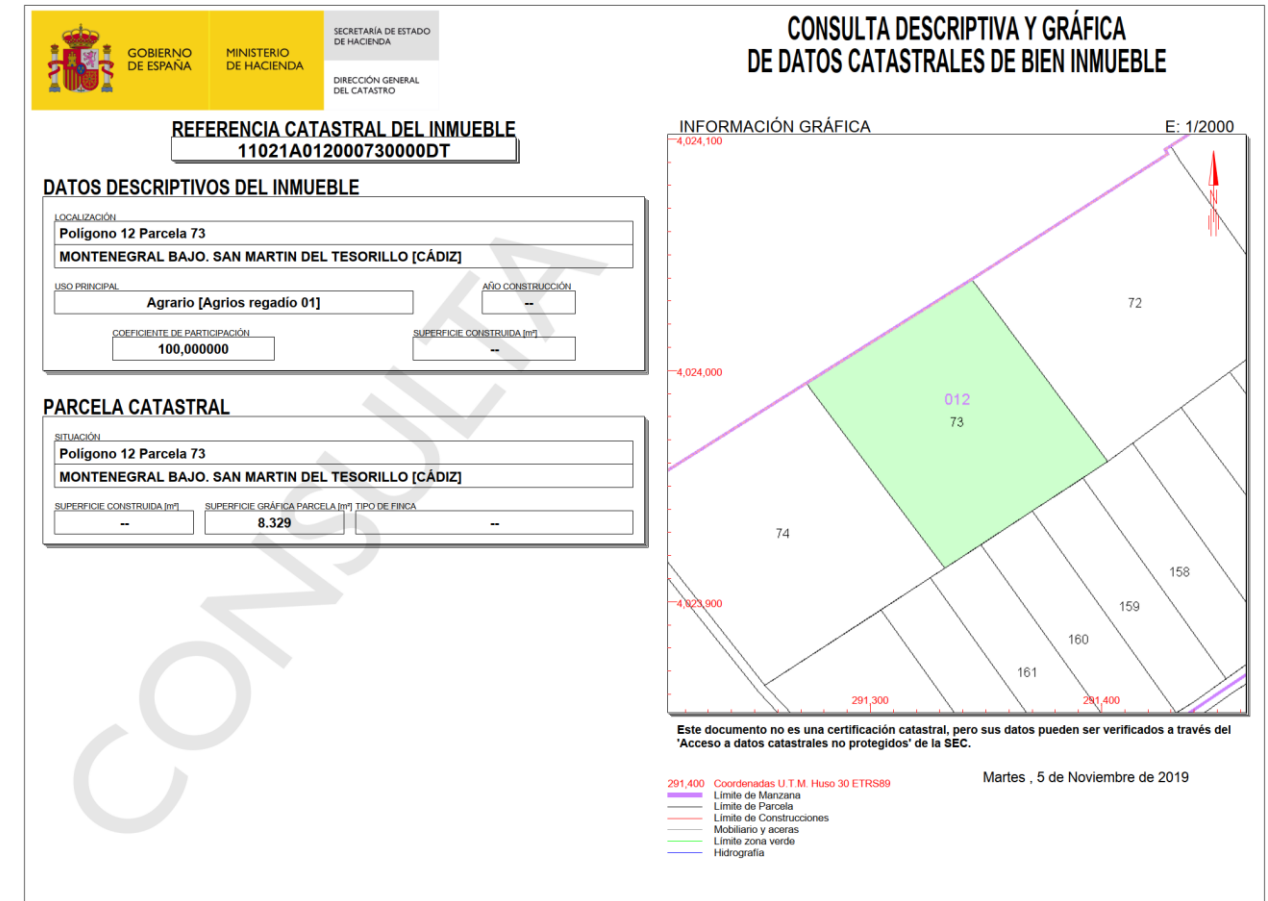 GOBIERNO
DE ESPAÑA
MINISTERIO
DE HACIENDA
SECRETARÍA DE ESTADO
DE HACIENDA
DIRECCIÓN GENERAL
DEL CATASTRO
CONSULTA DESCRIPTIVA Y GRÁFICA
DE DATOS CATASTRALES DE BIEN INMUEBLE
REFERENCIA CATASTRAL DEL INMUEBLE
11021A012000730000DT
DATOS DESCRIPTIVOS DEL INMUEBLE
LOCALIZACIÓN
Polígono 12 Parcela 73
MONTENEGRAL BAJO. SAN MARTIN DEL TESORILLO [CÁDIZ]
USO PRINCIPAL
Agrario [Agrios regadío 01]
AÑO CONSTRUCCIÓN
--
COEFICIENTE DE PARTICIPACIÓN
100,000000
SUPERFICIE CONSTRUIDA [m²]
--
PARCELA CATASTRAL
SITUACIÓN
Polígono 12 Parcela 73
MONTENEGRAL BAJO. SAN MARTIN DEL TESORILLO [CÁDIZ]
SUPERFICIE CONSTRUIDA [m²]
--
SUPERFICIE GRÁFICA PARCELA [m²]
8.329
TIPO DE FINCA
--
CONSULTA
INFORMACIÓN GRÁFICA E: 1/2000
4,024,100
N
72
4,024,000
012
73
74
158
4,023,900
159
160
161
291,300
291,400
Este documento no es una certificación catastral, pero sus datos pueden ser verificados a través del
'Acceso a datos catastrales no protegidos' de la SEC.
Martes , 5 de Noviembre de 2019
291,400 Coordenadas U.T.M. Huso 30 ETRS89
Límite de Manzana
Límite de Parcela
Límite de Construcciones
Mobiliario y aceras
Límite zona verde
Hidrografía